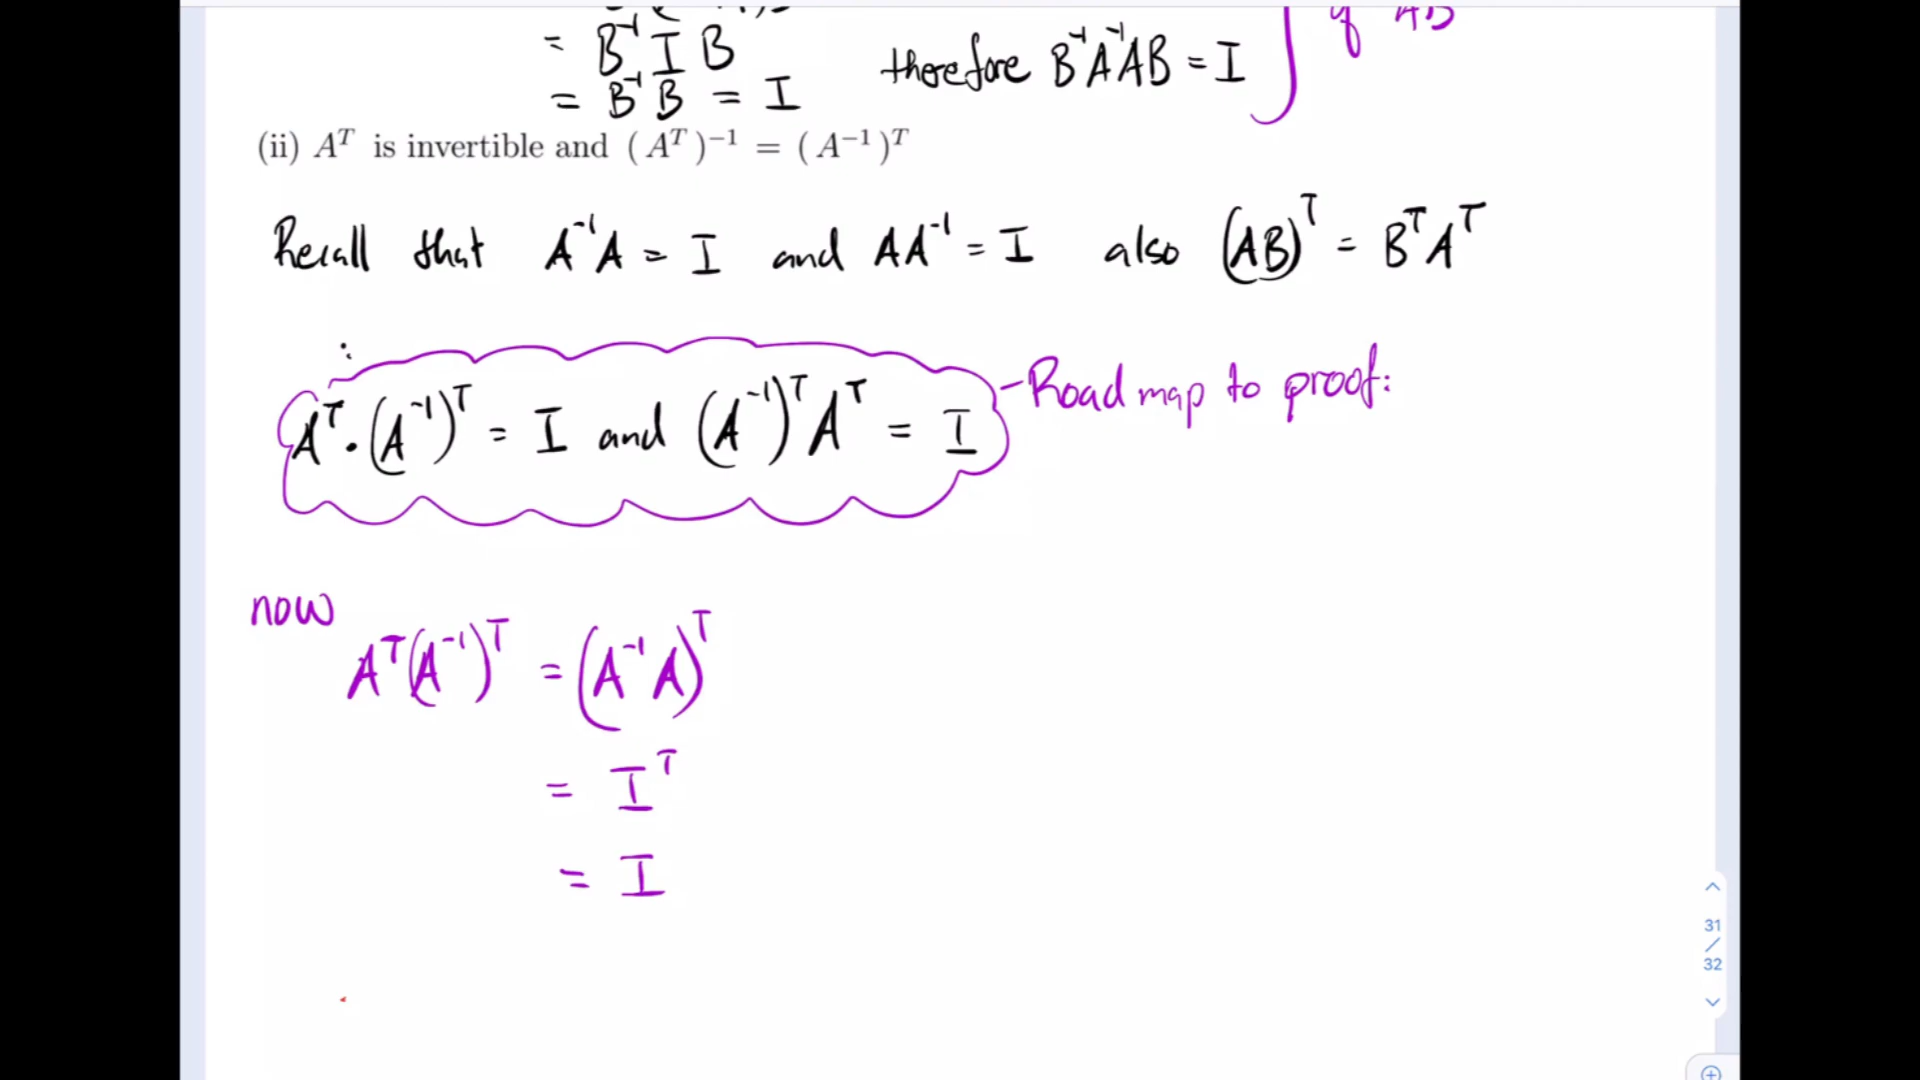 = B⁻¹ I B therefore B⁻¹A⁻¹AB = I
= B⁻¹B = I
(ii) Aᵀ is invertible and (Aᵀ)⁻¹ = (A⁻¹)ᵀ
Recall that A⁻¹A = I and AA⁻¹ = I also (AB)ᵀ = BᵀAᵀ
Aᵀ·(A⁻¹)ᵀ = I and (A⁻¹)ᵀAᵀ = I - Road map to proof:
now
Aᵀ(A⁻¹)ᵀ = (A⁻¹A)ᵀ
= Iᵀ
= I
31
/
32